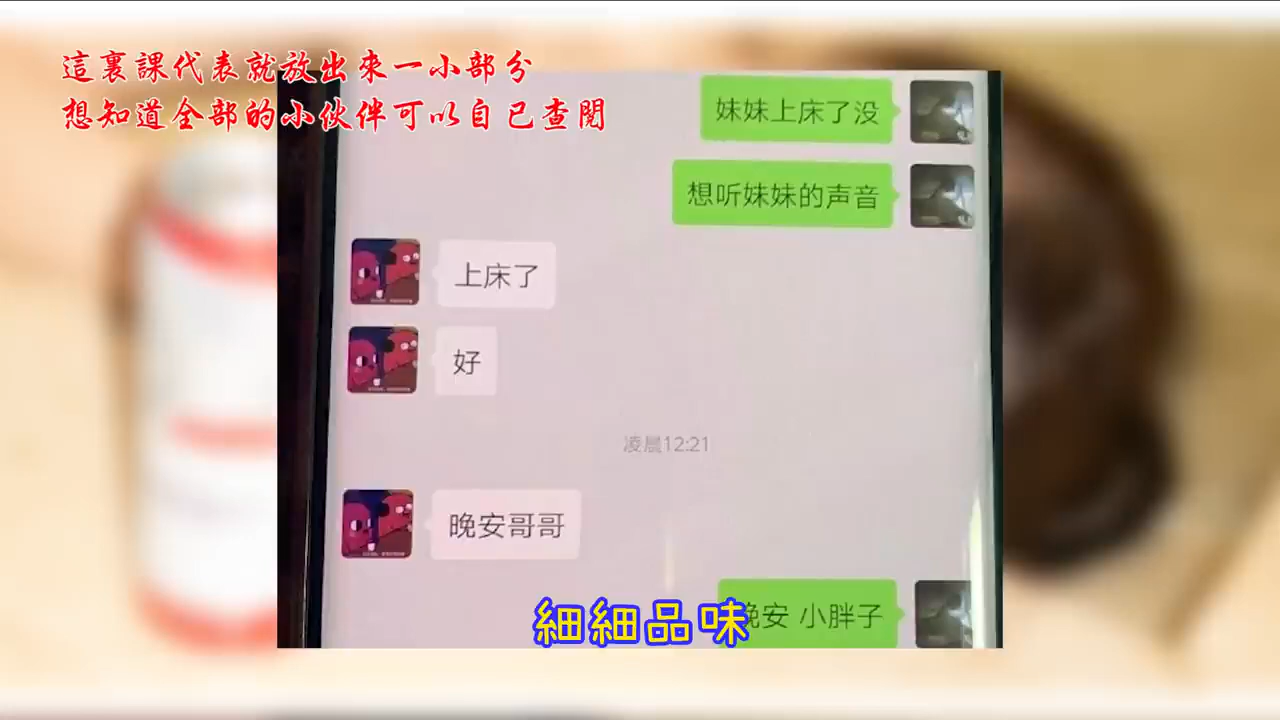 這裏課代表就放出來一小部分
想知道全部的小伙伴可以自已查閱
妹妹上床了没
想听妹妹的声音
上床了
好
凌晨12:21
晚安哥哥
晚安 小胖子
細細品味